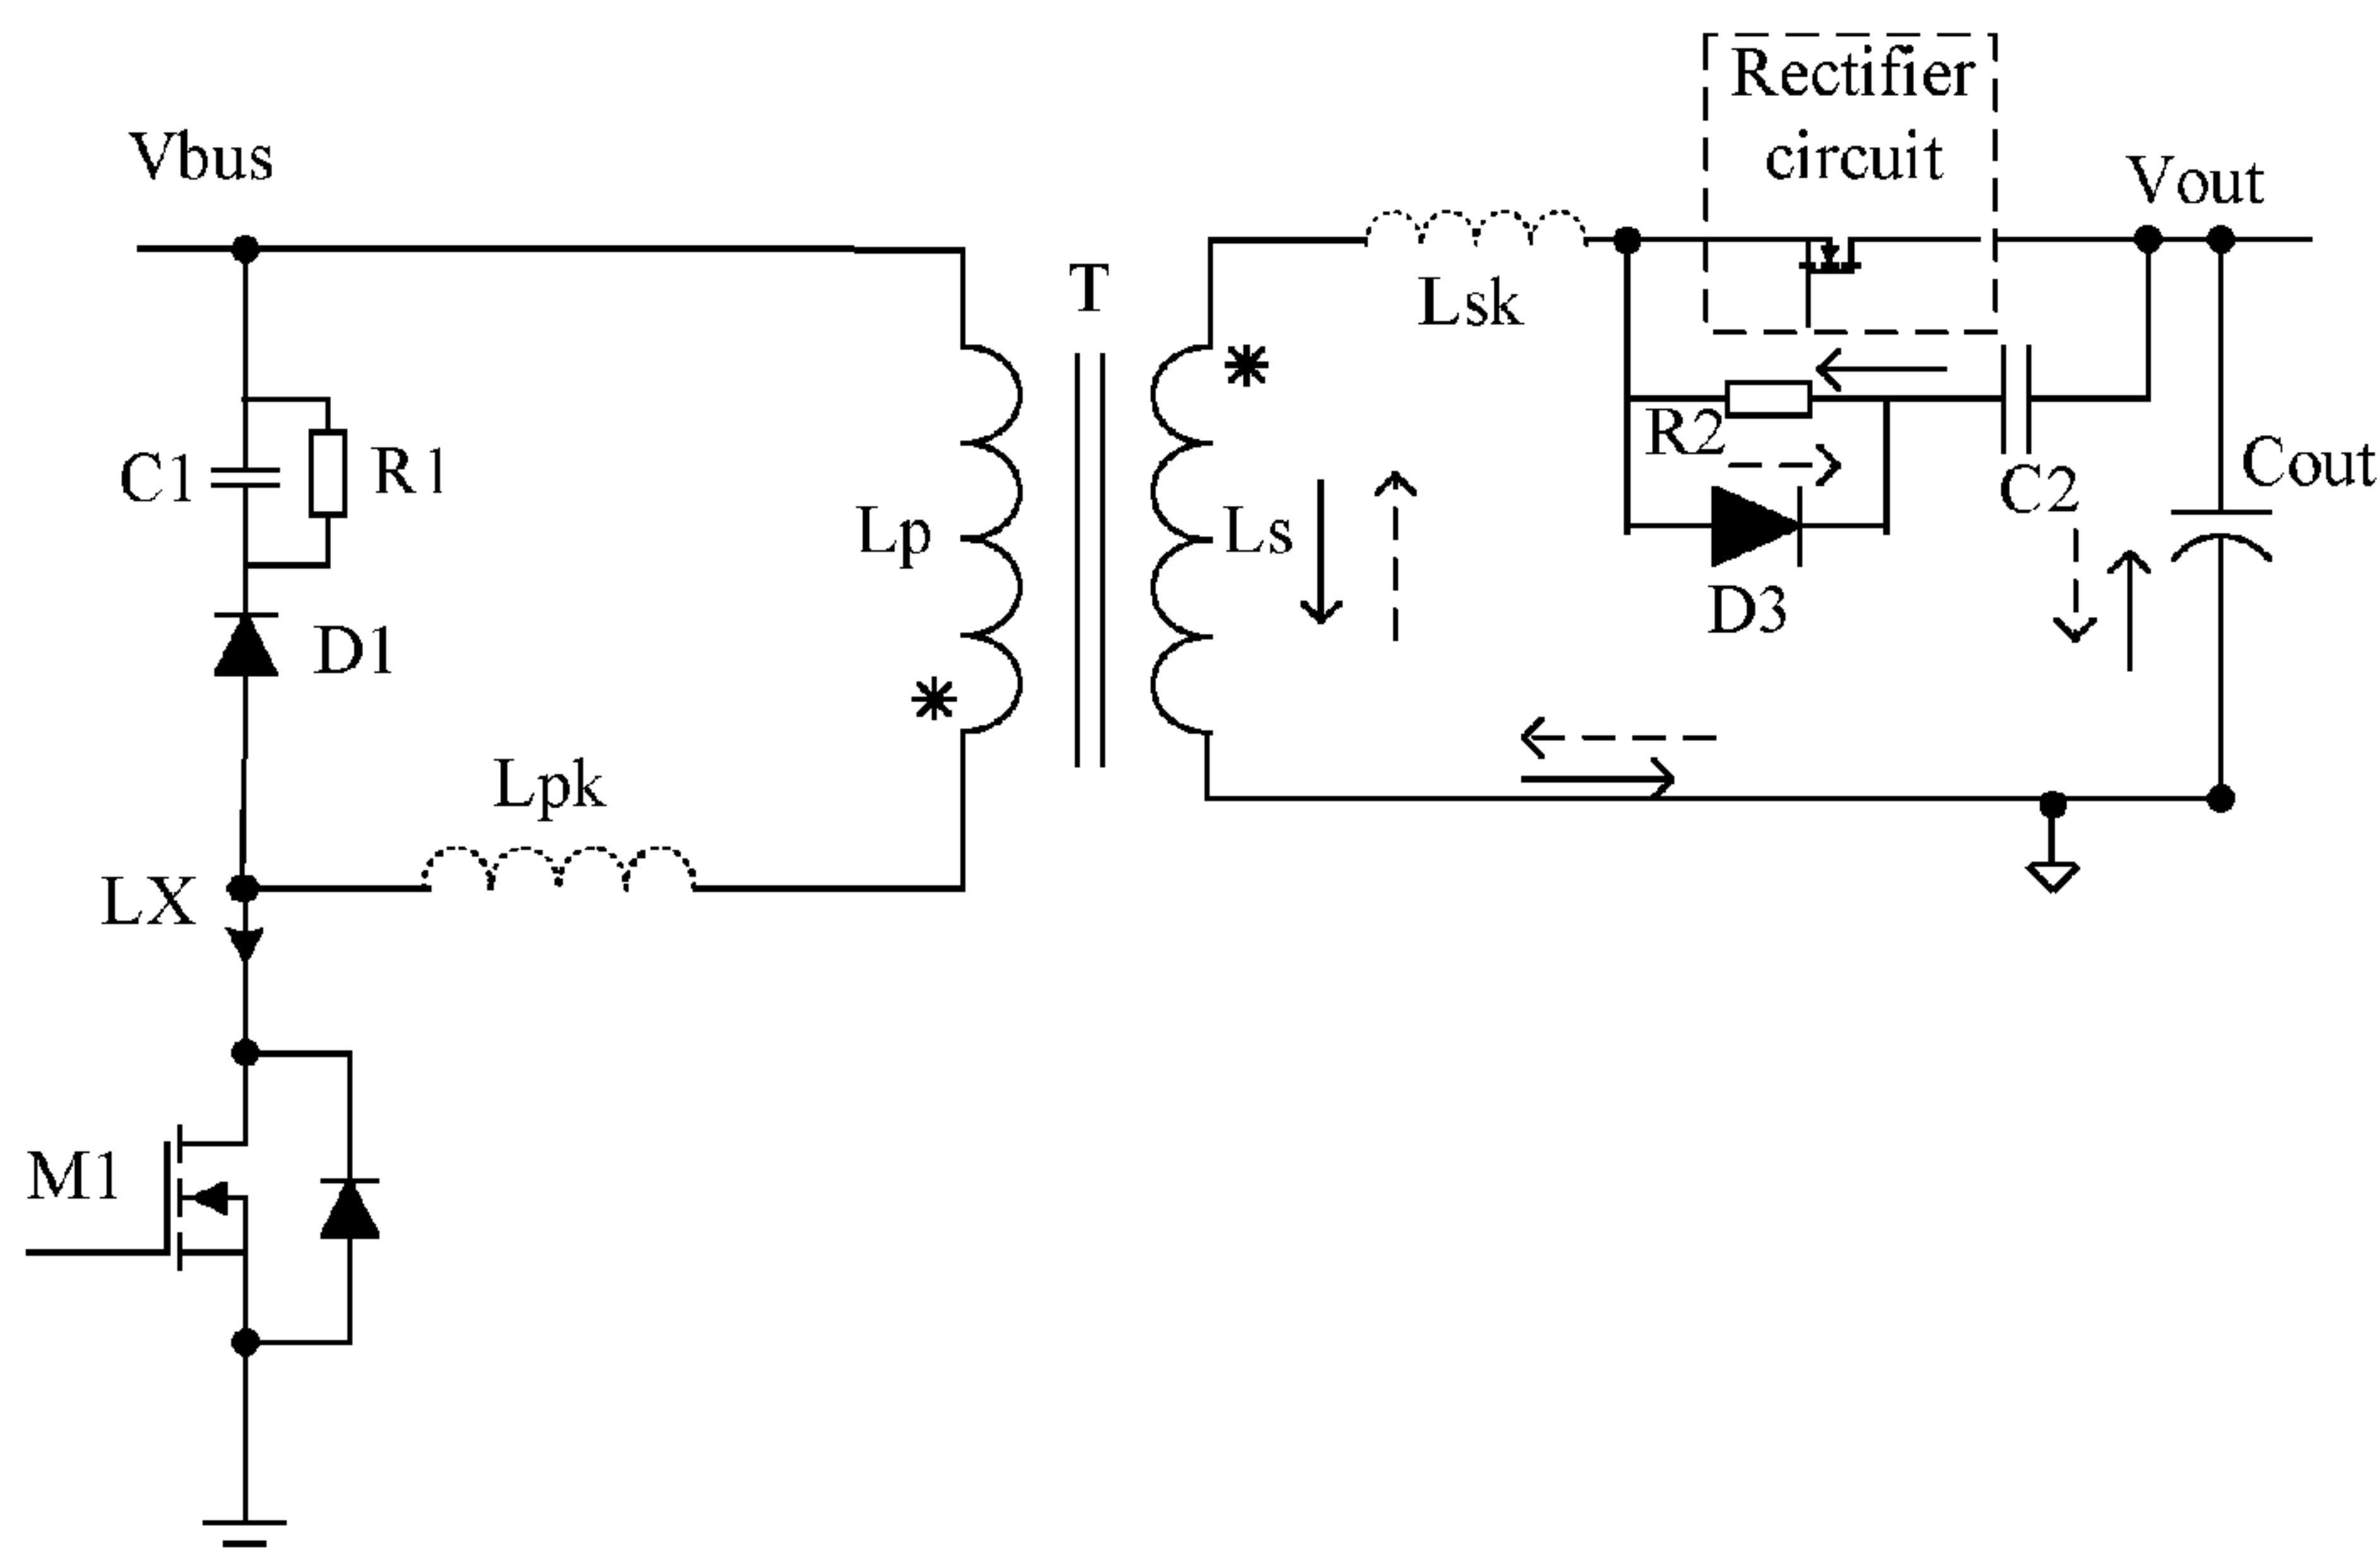 Rectifier
circuit
Vbus
Vout
T
Lsk
R2
C1
R1
Lp
Ls
C2
Cout
D1
D3
Lpk
LX
M1